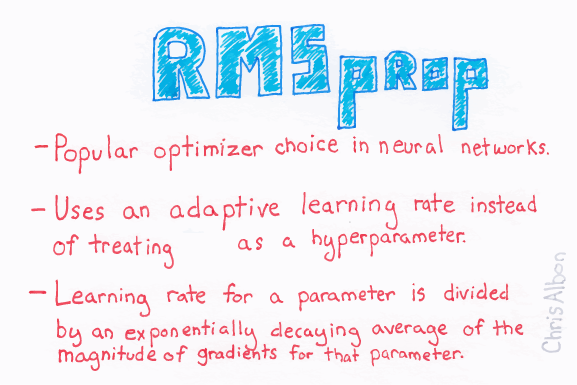 RMSprop
- Popular optimizer choice in neural networks.
- Uses an adaptive learning rate instead
of treating as a hyperparameter.
- Learning rate for a parameter is divided
by an exponentially decaying average of the
magnitude of gradients for that parameter.
Chris Albon